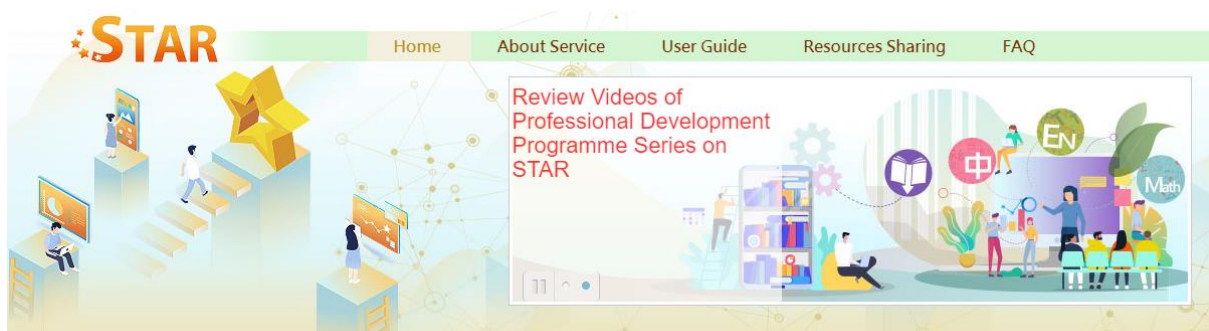 STAR
Home About Service User Guide Resources Sharing FAQ
Review Videos of
Professional Development
Programme Series on
STAR
EN
中
Math